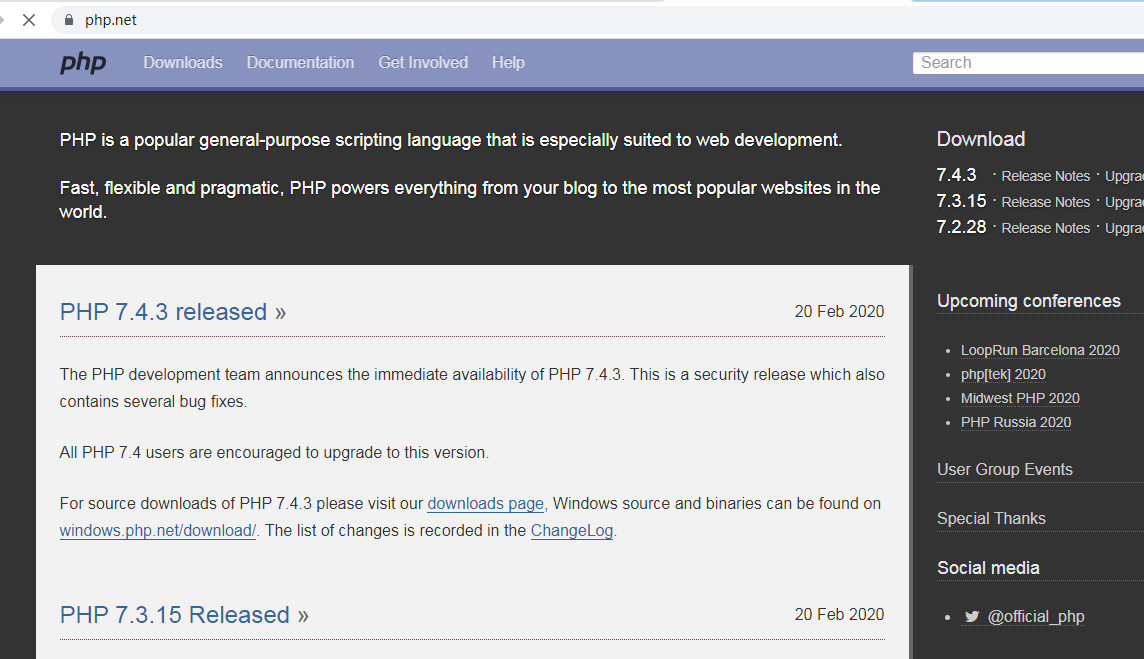 php.net
php Downloads Documentation Get Involved Help Search
PHP is a popular general-purpose scripting language that is especially suited to web development.
Fast, flexible and pragmatic, PHP powers everything from your blog to the most popular websites in the
world.
Download
7.4.3 · Release Notes ·
7.3.15 · Release Notes ·
7.2.28 · Release Notes ·
PHP 7.4.3 released »
20 Feb 2020
The PHP development team announces the immediate availability of PHP 7.4.3. This is a security release which also
contains several bug fixes.
All PHP 7.4 users are encouraged to upgrade to this version.
For source downloads of PHP 7.4.3 please visit our downloads page, Windows source and binaries can be found on
windows.php.net/download/. The list of changes is recorded in the ChangeLog.
PHP 7.3.15 Released »
20 Feb 2020
Upcoming conferences
• LoopRun Barcelona 2020
• php[tek] 2020
• Midwest PHP 2020
• PHP Russia 2020
User Group Events
Special Thanks
Social media
• @official_php